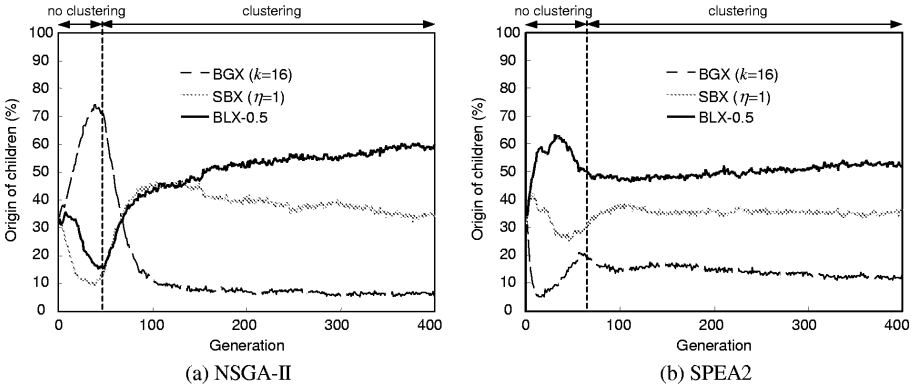 no clustering clustering
100
90
80
70
60
50
40
30
20
10
0
Origin of children (%)
BGX (k=16)
SBX (η=1)
BLX-0.5
0 100 200 300 400
Generation
(a) NSGA-II
no clustering clustering
100
90
80
70
60
50
40
30
20
10
0
Origin of children (%)
BGX (k=16)
SBX (η=1)
BLX-0.5
0 100 200 300 400
Generation
(b) SPEA2